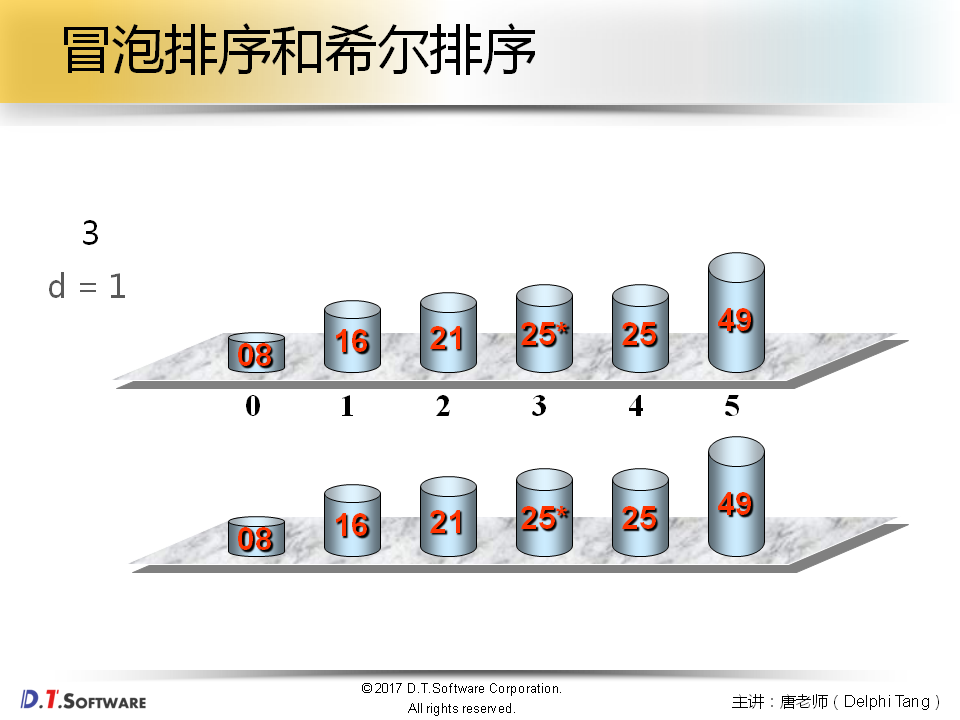 冒泡排序和希尔排序
3
d = 1
08 16 21 25* 25 49
0 1 2 3 4 5
08 16 21 25* 25 49
D.T.SOFTWARE
©2017 D.T.Software Corporation.
All rights reserved.
主讲：唐老师（Delphi Tang）